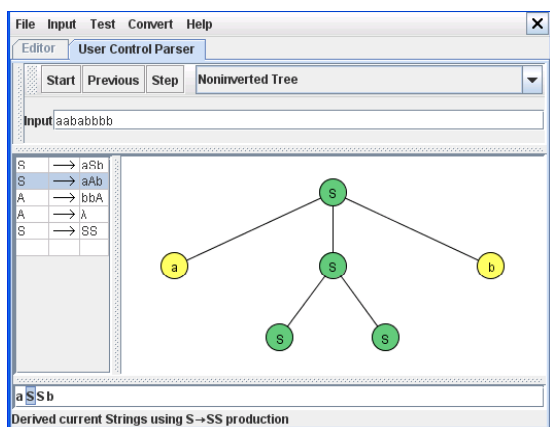 File Input Test Convert Help
Editor User Control Parser
Start Previous Step Noninverted Tree
Input aababbbb
S → aSb
S → aAb
A → bbA
A → λ
S → SS
S
a S b
S S
a S S b
Derived current Strings using S→SS production